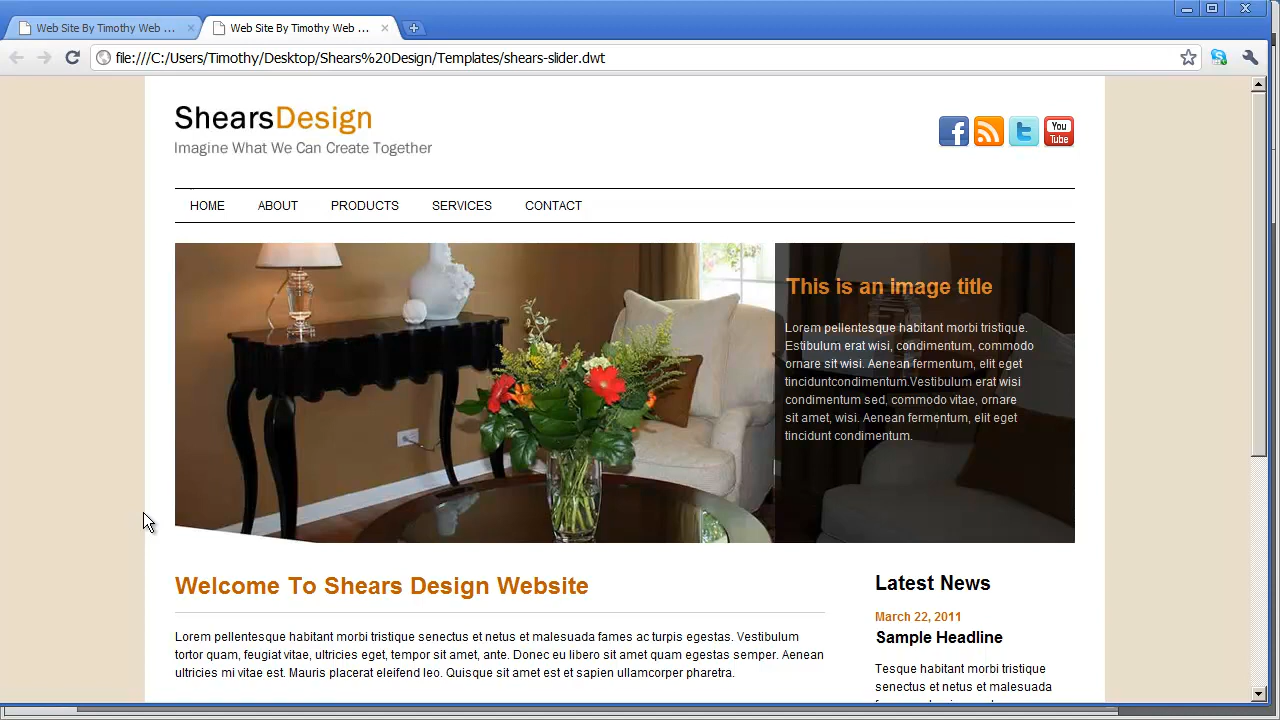 Web Site By Timothy Web ...
Web Site By Timothy Web ...
file:///C:/Users/Timothy/Desktop/Shears%20Design/Templates/shears-slider.dwt
ShearsDesign
Imagine What We Can Create Together
You
Tube
HOME ABOUT PRODUCTS SERVICES CONTACT
This is an image title
Lorem pellentesque habitant morbi tristique.
Estibulum erat wisi, condimentum, commodo
ornare sit wisi. Aenean fermentum, elit eget
tinciduntcondimentum.Vestibulum erat wisi
condimentum sed, commodo vitae, ornare
sit amet, wisi. Aenean fermentum, elit eget
tincidunt condimentum.
Welcome To Shears Design Website
Lorem pellentesque habitant morbi tristique senectus et netus et malesuada fames ac turpis egestas. Vestibulum
tortor quam, feugiat vitae, ultricies eget, tempor sit amet, ante. Donec eu libero sit amet quam egestas semper. Aenean
ultricies mi vitae est. Mauris placerat eleifend leo. Quisque sit amet est et sapien ullamcorper pharetra.
Latest News
March 22, 2011
Sample Headline
Tesque habitant morbi tristique
senectus et netus et malesuada